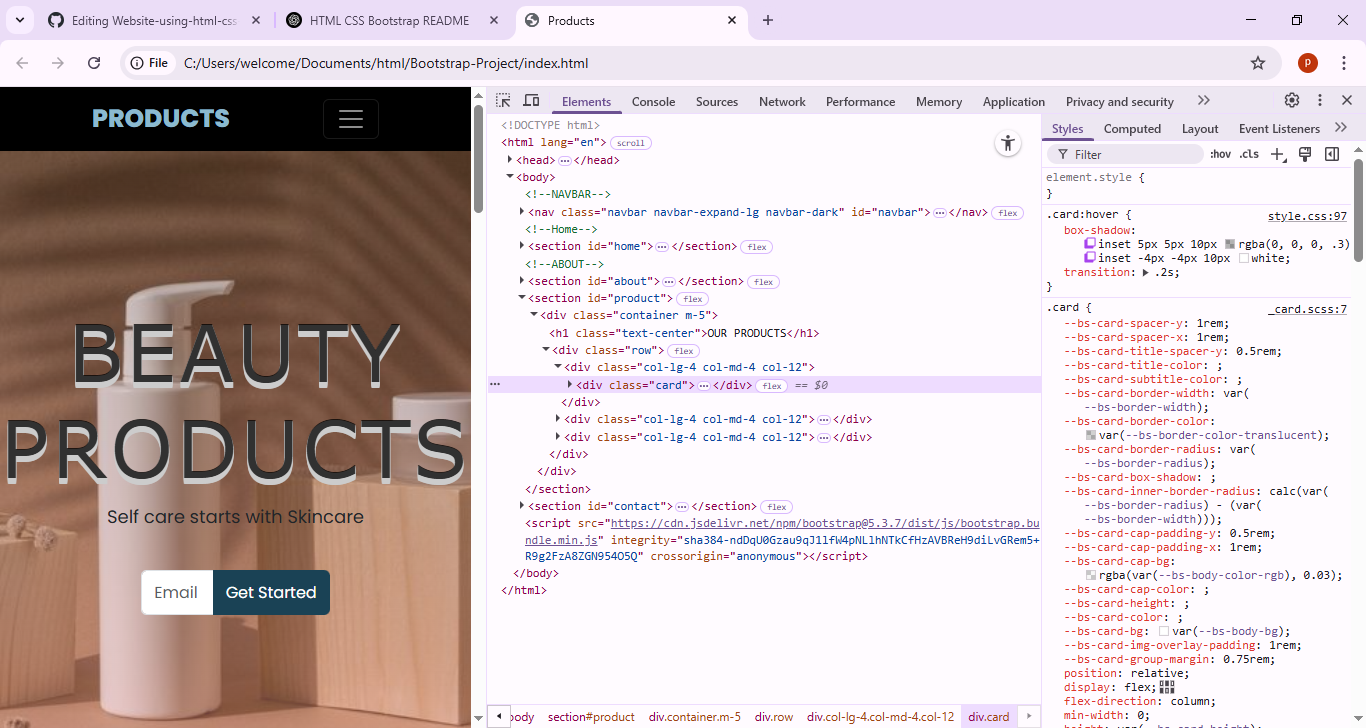 Editing Website-using-html-css
HTML CSS Bootstrap README
Products
File
C:/Users/welcome/Documents/html/Bootstrap-Project/index.html
p
PRODUCTS
BEAUTY
PRODUCTS
Self care starts with Skincare
Email
Get Started
Elements
Console
Sources
Network
Performance
Memory
Application
Privacy and security
<!DOCTYPE html>
<html lang="en"> scroll
<head> ··· </head>
<body>
<!--NAVBAR-->
<nav class="navbar navbar-expand-lg navbar-dark" id="navbar"> ··· </nav> flex
<!--Home-->
<section id="home"> ··· </section> flex
<!--ABOUT-->
<section id="about"> ··· </section> flex
<section id="product"> flex
<div class="container m-5">
<h1 class="text-center">OUR PRODUCTS</h1>
<div class="row"> flex
<div class="col-lg-4 col-md-4 col-12">
<div class="card"> ··· </div> flex == $0
</div>
<div class="col-lg-4 col-md-4 col-12"> ··· </div>
<div class="col-lg-4 col-md-4 col-12"> ··· </div>
</div>
</div>
</section>
<section id="contact"> ··· </section> flex
<script src="https://cdn.jsdelivr.net/npm/bootstrap@5.3.7/dist/js/bootstrap.bu
ndle.min.js" integrity="sha384-ndDqU0Gzau9qJ1lfW4pNLlhNTkCfHzAVBReH9diLvGRem5+
R9g2FzA8ZGN954O5Q" crossorigin="anonymous"></script>
</body>
</html>
body
section#product
div.container.m-5
div.row
div.col-lg-4.col-md-4.col-12
div.card
Styles
Computed
Layout
Event Listeners
Filter
:hov
.cls
element.style {
}
.card:hover {
style.css:97
box-shadow:
inset 5px 5px 10px rgba(0, 0, 0, .3)
inset -4px -4px 10px white;
transition: .2s;
}
.card {
_card.scss:7
--bs-card-spacer-y: 1rem;
--bs-card-spacer-x: 1rem;
--bs-card-title-spacer-y: 0.5rem;
--bs-card-title-color: ;
--bs-card-subtitle-color: ;
--bs-card-border-width: var(
--bs-border-width);
--bs-card-border-color:
var(--bs-border-color-translucent);
--bs-card-border-radius: var(
--bs-border-radius);
--bs-card-box-shadow: ;
--bs-card-inner-border-radius: calc(var(
--bs-border-radius) - (var(
--bs-border-width)));
--bs-card-cap-padding-y: 0.5rem;
--bs-card-cap-padding-x: 1rem;
--bs-card-cap-bg:
rgba(var(--bs-body-color-rgb), 0.03);
--bs-card-cap-color: ;
--bs-card-height: ;
--bs-card-color: ;
--bs-card-bg: var(--bs-body-bg);
--bs-card-img-overlay-padding: 1rem;
--bs-card-group-margin: 0.75rem;
position: relative;
display: flex;
flex-direction: column;
min-width: 0;
height: var(--bs-card-height);